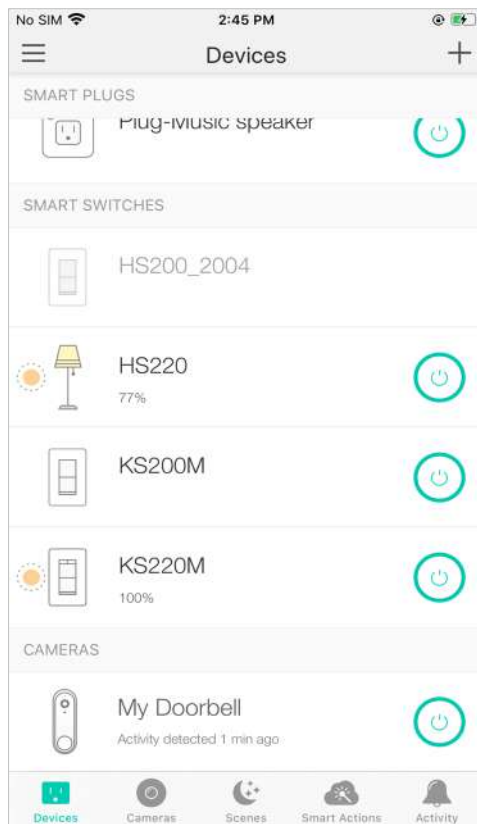 No SIM 2:45 PM
Devices
SMART PLUGS
Plug-Music speaker
SMART SWITCHES
HS200_2004
HS220
77%
KS200M
KS220M
100%
CAMERAS
My Doorbell
Activity detected 1 min ago
Devices Cameras Scenes Smart Actions Activity